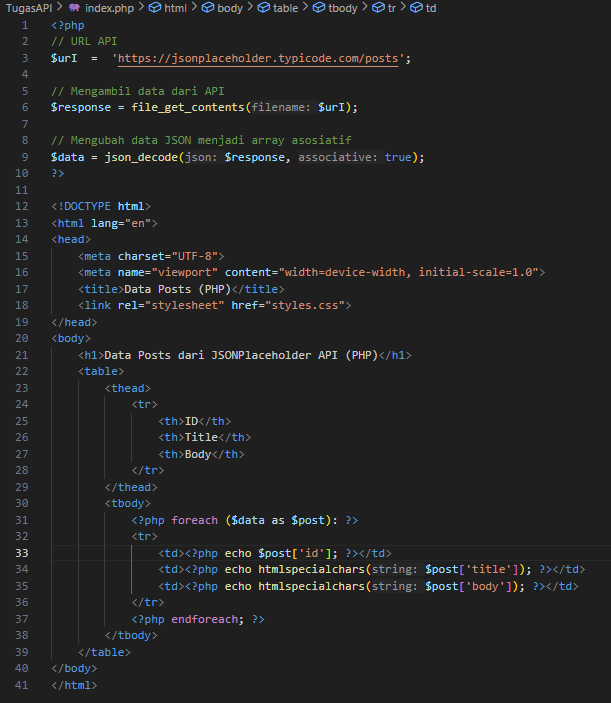 TugasAPI > index.php > html > body > table > tbody > tr > td
1 <?php
2 // URL API
3 $urI = 'https://jsonplaceholder.typicode.com/posts';
4
5 // Mengambil data dari API
6 $response = file_get_contents(filename: $urI);
7
8 // Mengubah data JSON menjadi array asosiatif
9 $data = json_decode(json: $response, associative: true);
10 ?>
11
12 <!DOCTYPE html>
13 <html lang="en">
14 <head>
15     <meta charset="UTF-8">
16     <meta name="viewport" content="width=device-width, initial-scale=1.0">
17     <title>Data Posts (PHP)</title>
18     <link rel="stylesheet" href="styles.css">
19 </head>
20 <body>
21     <h1>Data Posts dari JSONPlaceholder API (PHP)</h1>
22     <table>
23         <thead>
24             <tr>
25                 <th>ID</th>
26                 <th>Title</th>
27                 <th>Body</th>
28             </tr>
29         </thead>
30         <tbody>
31             <?php foreach ($data as $post): ?>
32             <tr>
33                 <td><?php echo $post['id']; ?></td>
34                 <td><?php echo htmlspecialchars(string: $post['title']); ?></td>
35                 <td><?php echo htmlspecialchars(string: $post['body']); ?></td>
36             </tr>
37             <?php endforeach; ?>
38         </tbody>
39     </table>
40 </body>
41 </html>